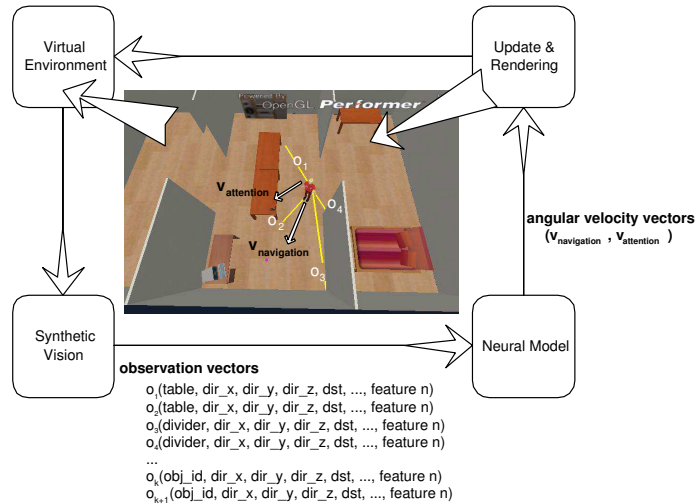 Virtual
Environment
Update &
Rendering
Powered By
OpenGL Performer
o1
vattention
o4
o2
vnavigation
o3
angular velocity vectors
(vnavigation , vattention )
Synthetic
Vision
Neural Model
observation vectors
o1(table, dir_x, dir_y, dir_z, dst, ..., feature n)
o2(table, dir_x, dir_y, dir_z, dst, ..., feature n)
o3(divider, dir_x, dir_y, dir_z, dst, ..., feature n)
o4(divider, dir_x, dir_y, dir_z, dst, ..., feature n)
...
ok(obj_id, dir_x, dir_y, dir_z, dst, ..., feature n)
ok+1(obj_id, dir_x, dir_y, dir_z, dst, ..., feature n)